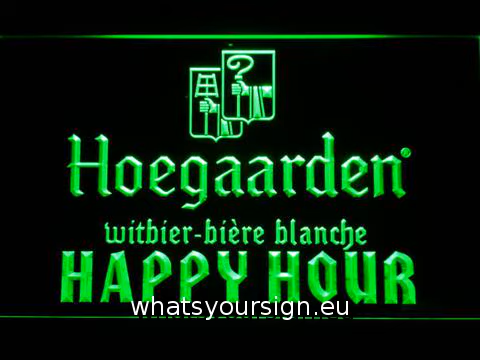 Hoegaarden®
witbier-bière blanche
HAPPY HOUR
whatsyoursign.eu